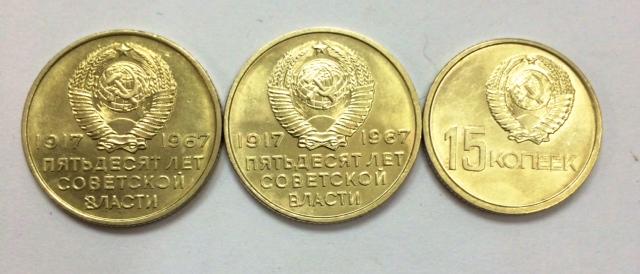 1917 1967
ПЯТЬДЕСЯТ ЛЕТ
СОВЕТСКОЙ
ВЛАСТИ
1917 1967
ПЯТЬДЕСЯТ ЛЕТ
СОВЕТСКОЙ
ВЛАСТИ
15 КОПЕЕК